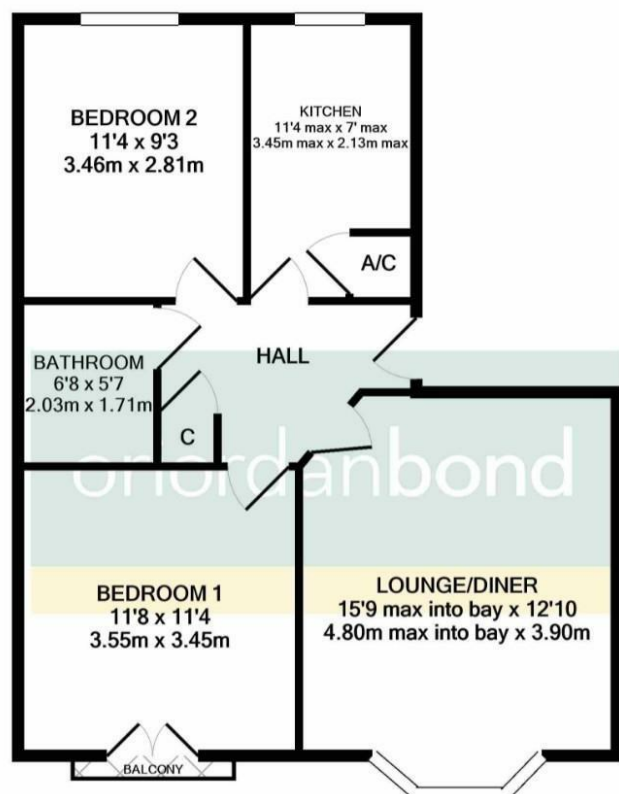 BEDROOM 2
11'4 x 9'3
3.46m x 2.81m
KITCHEN
11'4 max x 7' max
3.45m max x 2.13m max
A/C
HALL
BATHROOM
6'8 x 5'7
2.03m x 1.71m
C
onordanbond
BEDROOM 1
11'8 x 11'4
3.55m x 3.45m
LOUNGE/DINER
15'9 max into bay x 12'10
4.80m max into bay x 3.90m
BALCONY